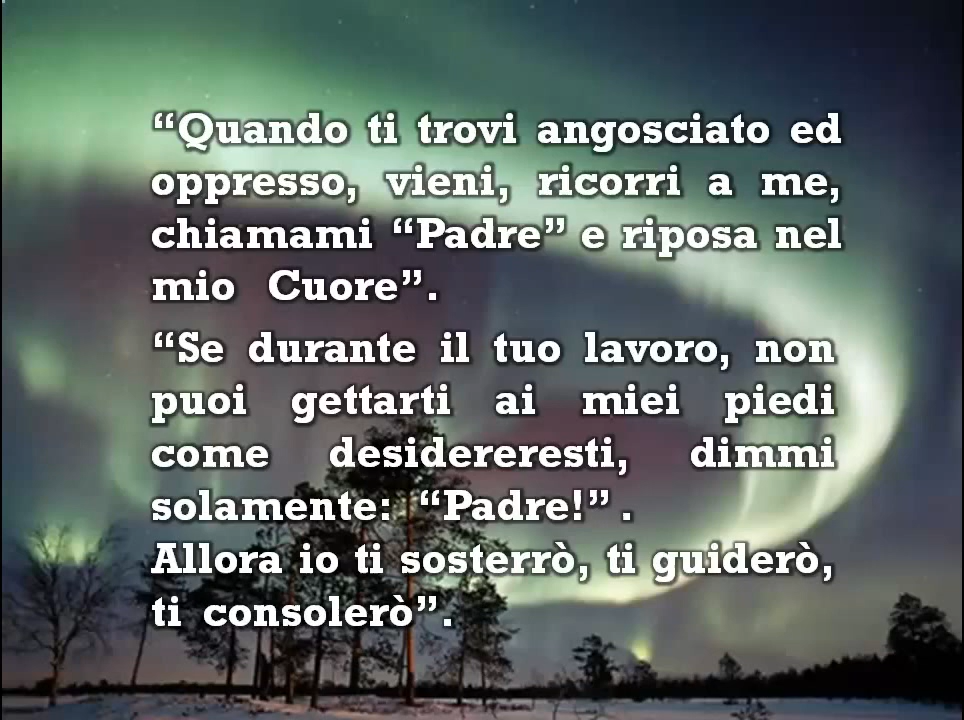 “Quando ti trovi angosciato ed
oppresso, vieni, ricorri a me,
chiamami “Padre” e riposa nel
mio Cuore”.
“Se durante il tuo lavoro, non
puoi gettarti ai miei piedi
come desidereresti, dimmi
solamente: “Padre!”.
Allora io ti sosterrò, ti guiderò,
ti consolerò”.